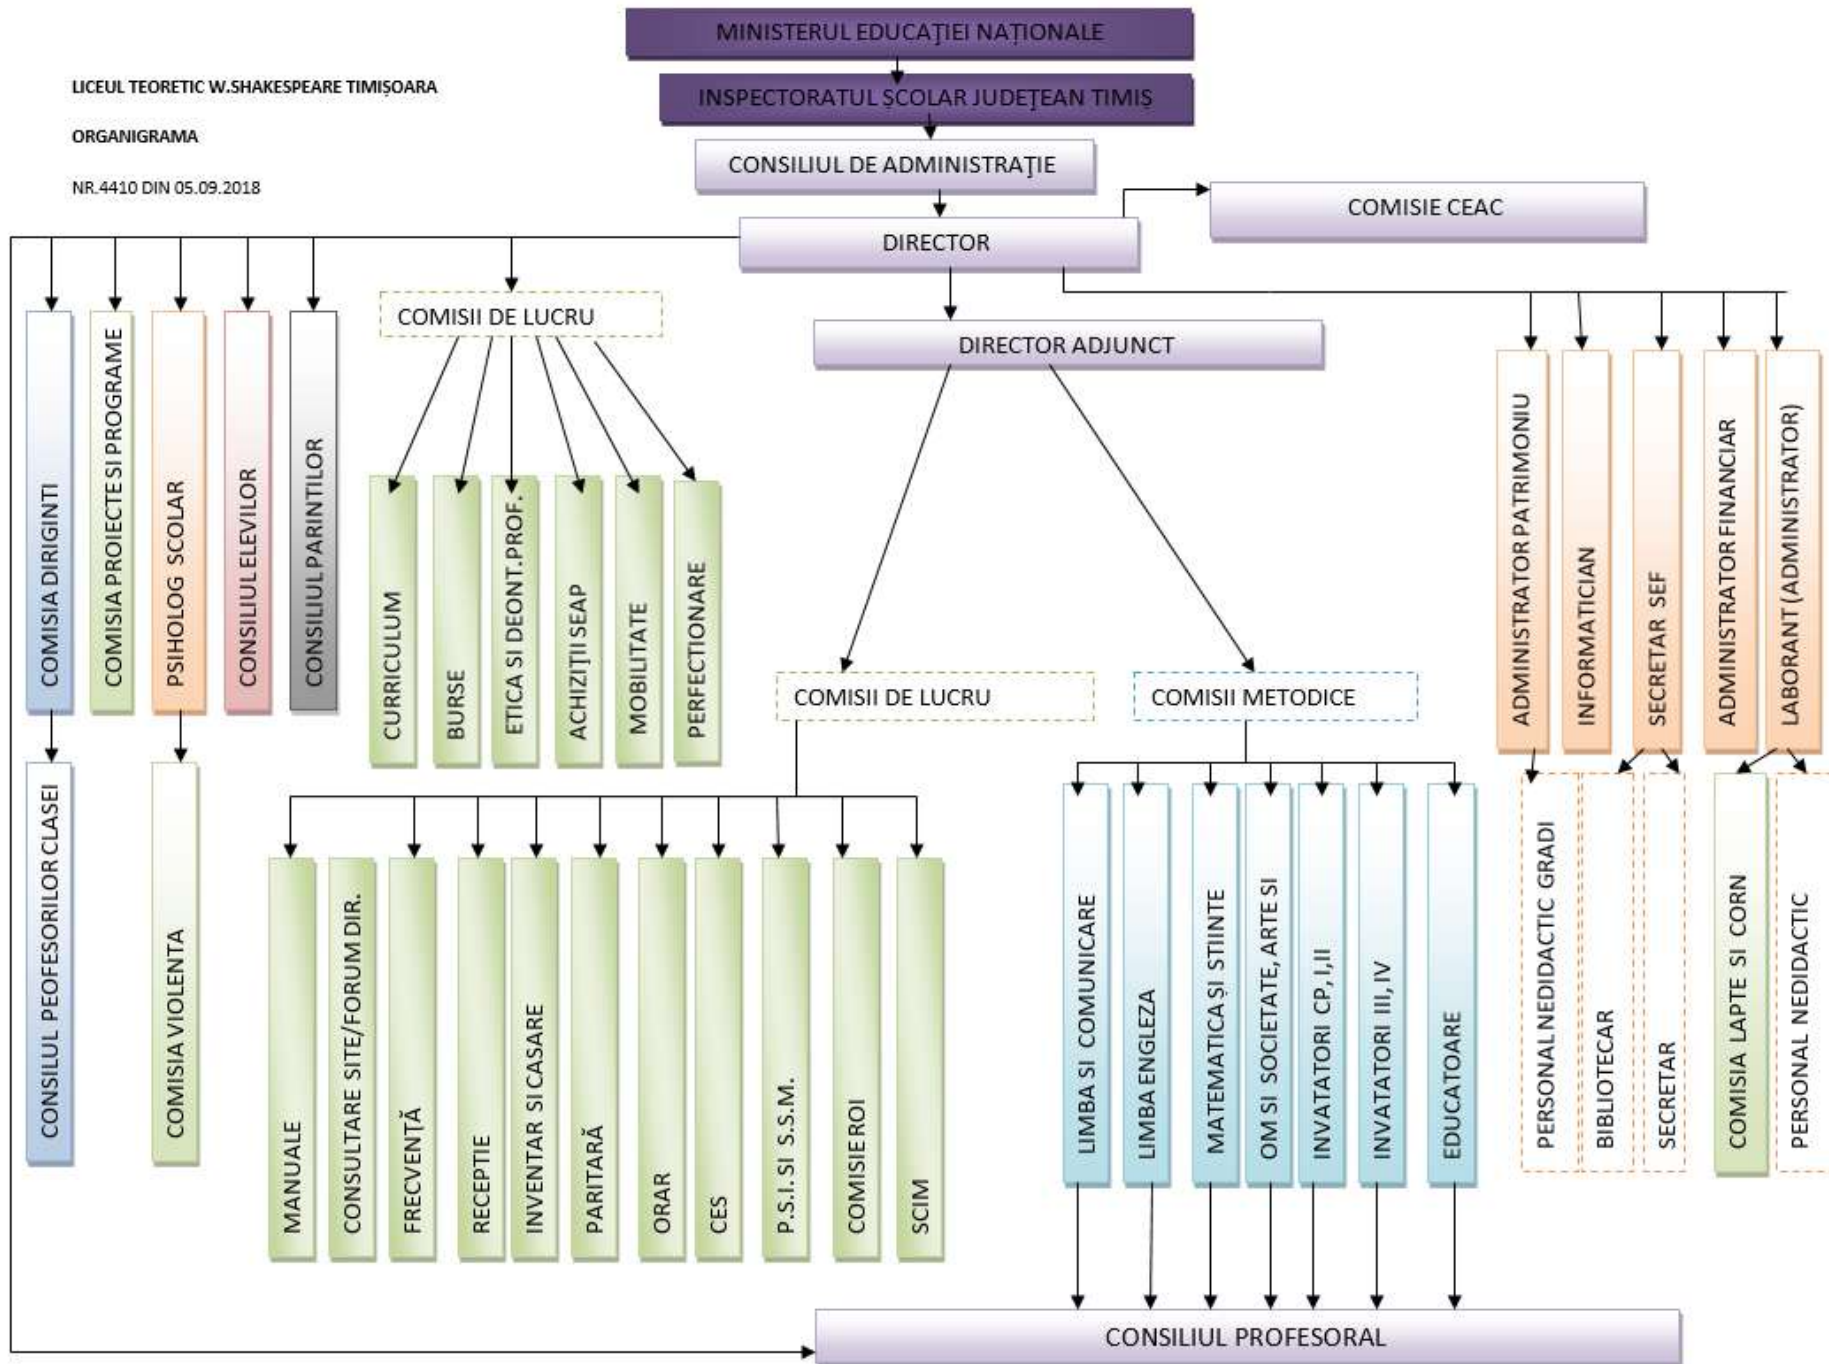 MINISTERUL EDUCAŢIEI NAȚIONALE
LICEUL TEORETIC W.SHAKESPEARE TIMIȘOARA
INSPECTORATUL ȘCOLAR JUDEŢEAN TIMIȘ
ORGANIGRAMA
CONSILIUL DE ADMINISTRAŢIE
NR.4410 DIN 05.09.2018
COMISIE CEAC
DIRECTOR
COMISII DE LUCRU
DIRECTOR ADJUNCT
COMISIA DIRIGINTI
COMISIA PROIECTE SI PROGRAME
PSIHOLOG SCOLAR
CONSILIUL ELEVILOR
CONSILIUL PARINTILOR
CURRICULUM
BURSE
ETICA SI DEONT.PROF.
ACHIZIŢII SEAP
MOBILITATE
PERFECTIONARE
ADMINISTRATOR PATRIMONIU
INFORMATICIAN
SECRETAR SEF
ADMINISTRATOR FINANCIAR
LABORANT (ADMINISTRATOR)
COMISII DE LUCRU
COMISII METODICE
CONSILUL PEOFESORILOR CLASEI
COMISIA VIOLENTA
MANUALE
CONSULTARE SITE/FORUM DIR.
FRECVENŢĂ
RECEPTIE
INVENTAR SI CASARE
PARITARĂ
ORAR
CES
P.S.I. SI S.S.M.
COMISIE ROI
SCIM
LIMBA SI COMUNICARE
LIMBA ENGLEZA
MATEMATICA ȘI STIINTE
OM SI SOCIETATE, ARTE SI
INVATATORI CP, I,II
INVATATORI III, IV
EDUCATOARE
PERSONAL NEDIDACTIC GRADI
BIBLIOTECAR
SECRETAR
COMISIA LAPTE SI CORN
PERSONAL NEDIDACTIC
CONSILIUL PROFESORAL